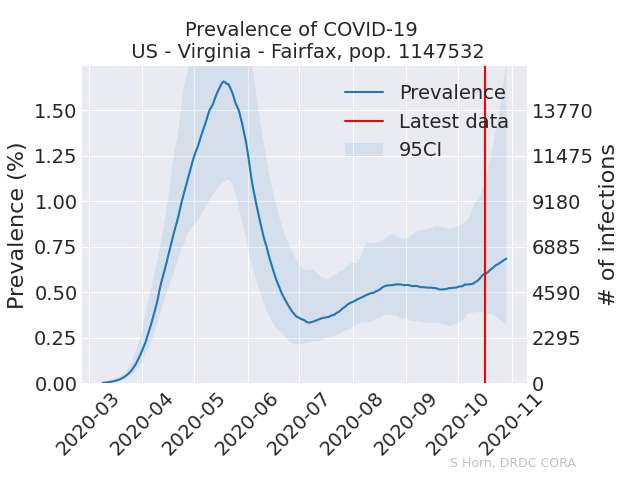 Prevalence of COVID-19
US - Virginia - Fairfax, pop. 1147532
Prevalence
Latest data
95CI
Prevalence (%)
1.50
1.25
1.00
0.75
0.50
0.25
0.00
13770
11475
9180
6885
4590
2295
0
# of infections
2020-03
2020-04
2020-05
2020-06
2020-07
2020-08
2020-09
2020-10
2020-11
S Horn, DRDC CORA